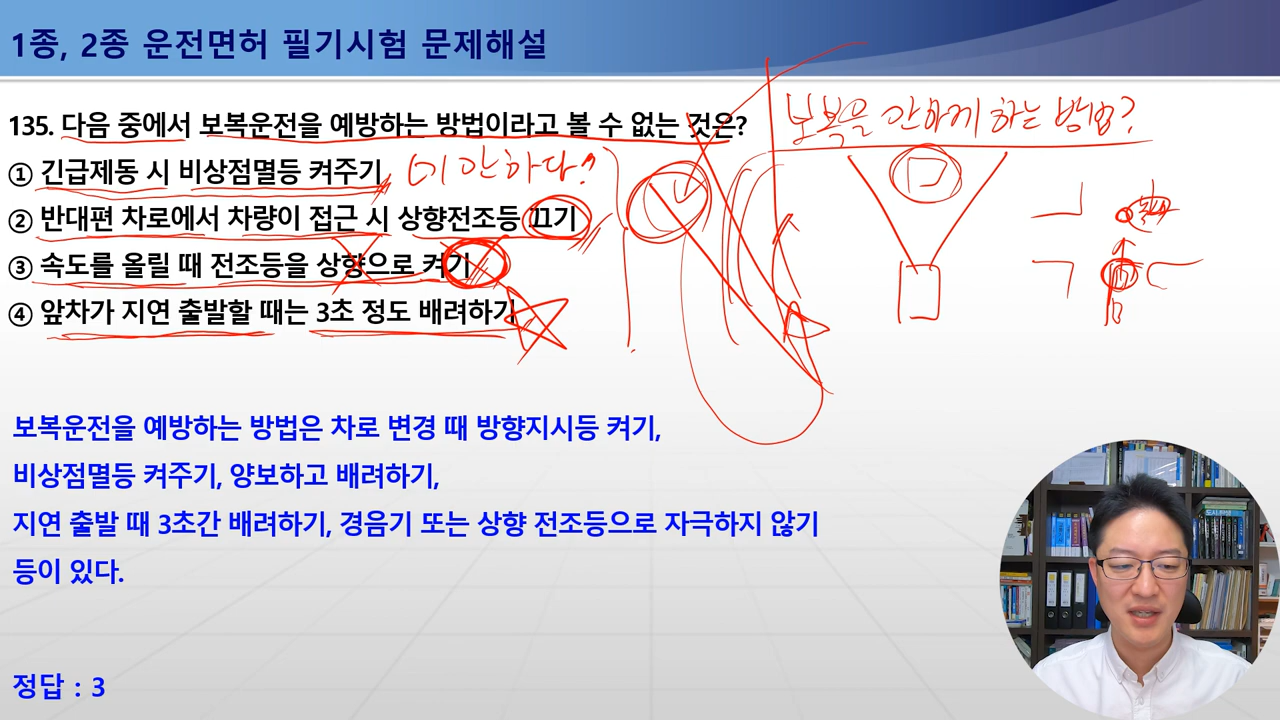 1종, 2종 운전면허 필기시험 문제해설
보복을 안하게 하는 방법?
135. 다음 중에서 보복운전을 예방하는 방법이라고 볼 수 없는 것은?
① 긴급제동 시 비상점멸등 켜주기
미안하다?
② 반대편 차로에서 차량이 접근 시 상향전조등 끄기
③ 속도를 올릴 때 전조등을 상향으로 켜기
④ 앞차가 지연 출발할 때는 3초 정도 배려하기
보복운전을 예방하는 방법은 차로 변경 때 방향지시등 켜기,
비상점멸등 켜주기, 양보하고 배려하기,
지연 출발 때 3초간 배려하기, 경음기 또는 상향 전조등으로 자극하지 않기
등이 있다.
정답 : 3